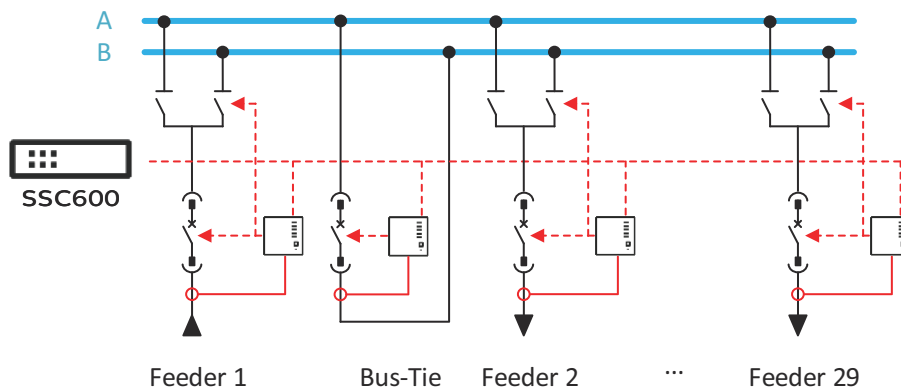 A
B
SSC600
Feeder 1
Bus-Tie
Feeder 2
...
Feeder 29